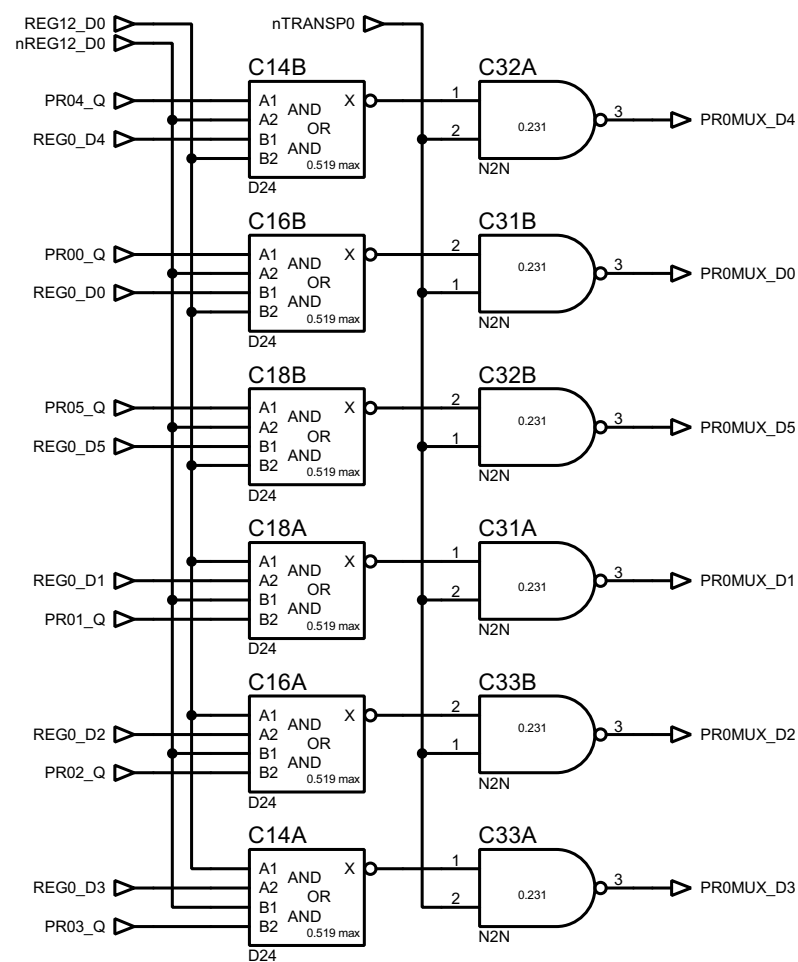 REG12_D0
nREG12_D0
nTRANSP0
C14B
C32A
PR04_Q
A1
AND
X
1
A2
OR
0.231
3
PR0MUX_D4
REG0_D4
B1
AND
2
B2
0.519 max
D24
N2N
C16B
C31B
PR00_Q
A1
AND
X
2
A2
OR
0.231
3
PR0MUX_D0
REG0_D0
B1
AND
1
B2
0.519 max
D24
N2N
C18B
C32B
PR05_Q
A1
AND
X
2
A2
OR
0.231
3
PR0MUX_D5
REG0_D5
B1
AND
1
B2
0.519 max
D24
N2N
C18A
C31A
A1
AND
X
1
REG0_D1
A2
OR
0.231
3
PR0MUX_D1
B1
AND
2
PR01_Q
B2
0.519 max
D24
N2N
C16A
C33B
A1
AND
X
2
REG0_D2
A2
OR
0.231
3
PR0MUX_D2
B1
AND
1
PR02_Q
B2
0.519 max
D24
N2N
C14A
C33A
A1
AND
X
1
REG0_D3
A2
OR
0.231
3
PR0MUX_D3
B1
AND
2
PR03_Q
B2
0.519 max
D24
N2N